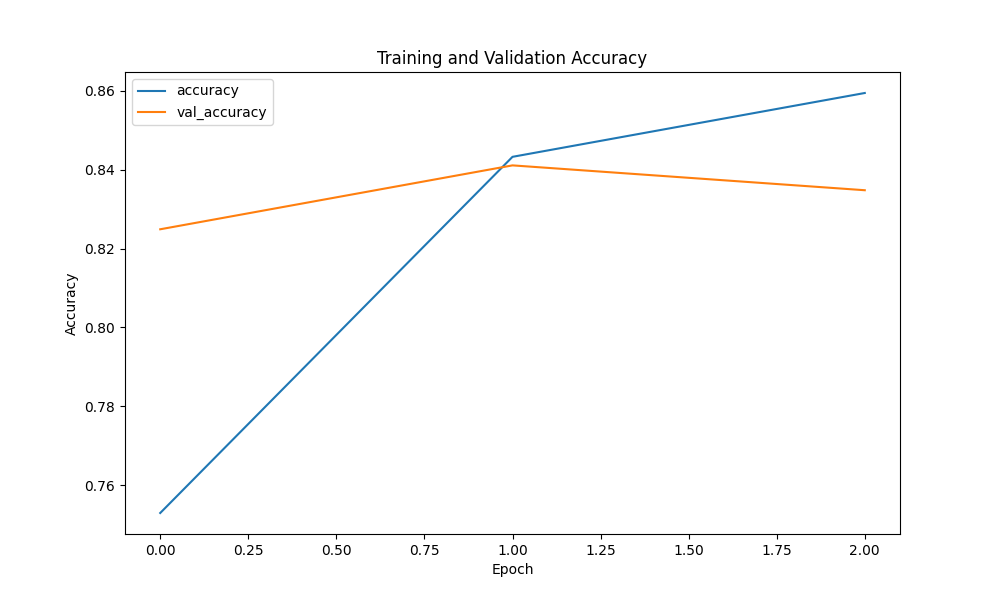 Training and Validation Accuracy
accuracy
val_accuracy
0.86
0.84
0.82
0.80
0.78
0.76
Accuracy
0.00 0.25 0.50 0.75 1.00 1.25 1.50 1.75 2.00
Epoch